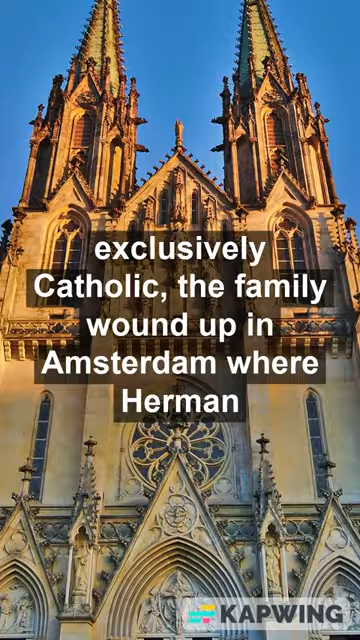 exclusively
Catholic, the family
wound up in
Amsterdam where
Herman
KAPWING